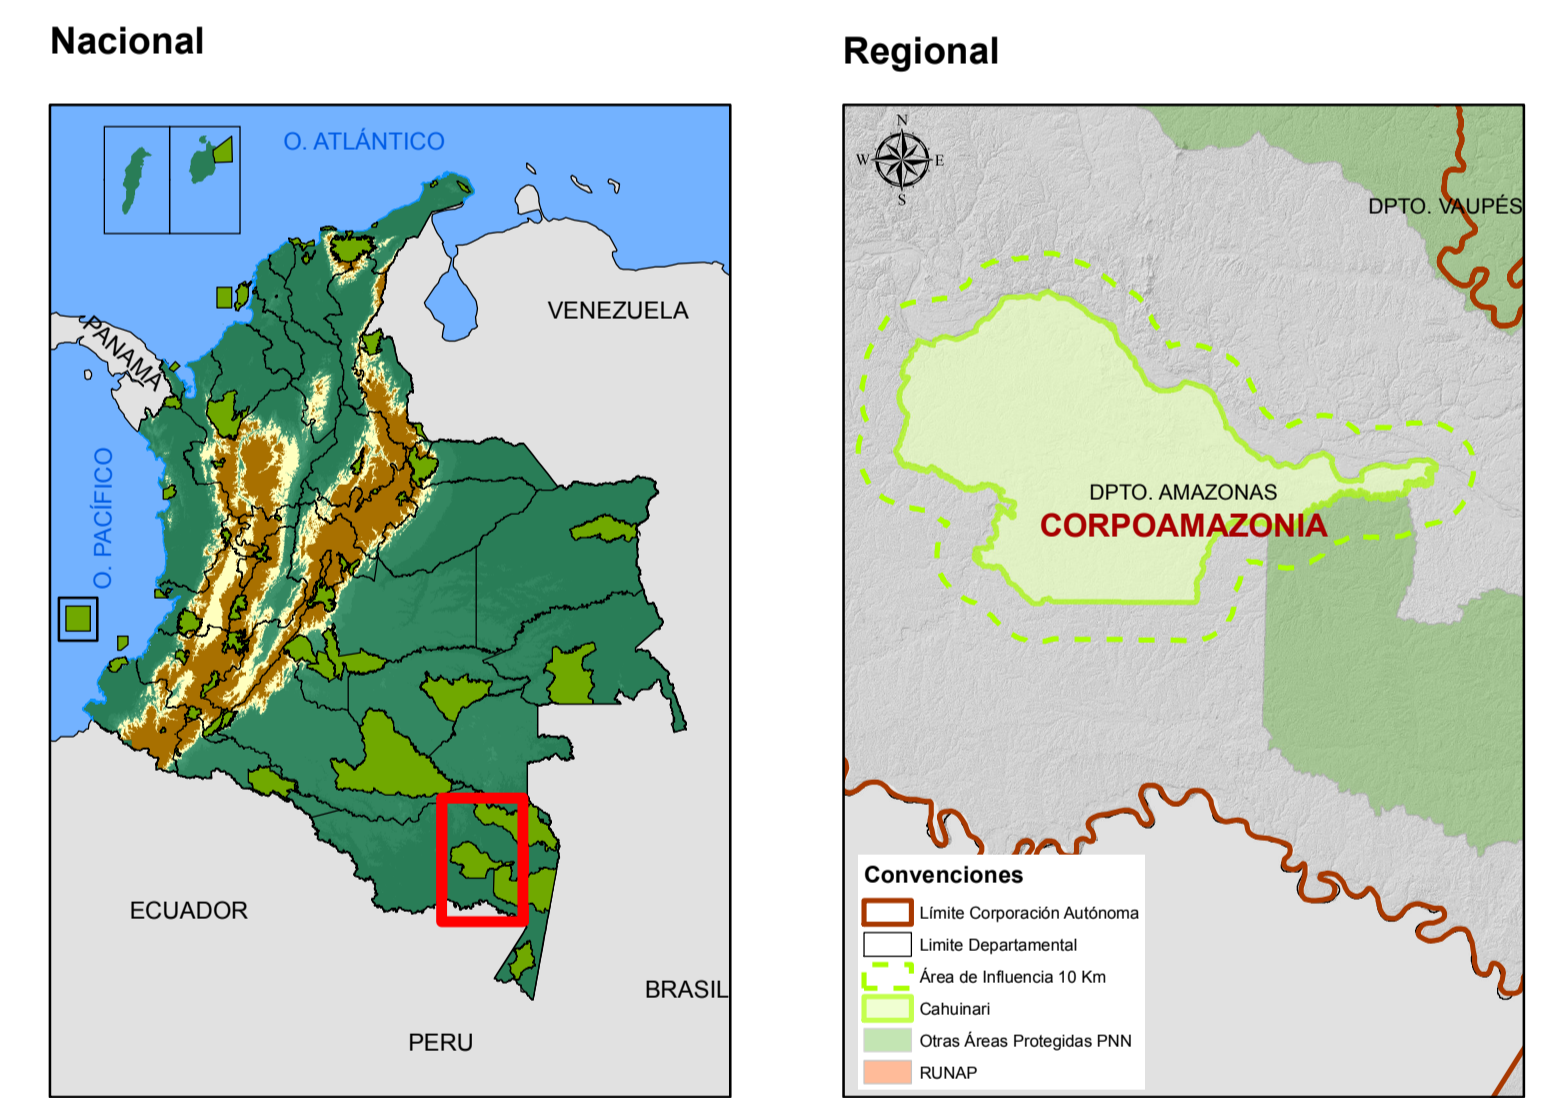 Nacional
O. ATLÁNTICO
VENEZUELA
PANAMÁ
O. PACÍFICO
ECUADOR
BRASIL
PERU
Regional
N
W
E
S
DPTO. VAUPÉS
DPTO. AMAZONAS
CORPOAMAZONIA
Convenciones
Límite Corporación Autónoma
Limite Departamental
Área de Influencia 10 Km
Cahuinari
Otras Áreas Protegidas PNN
RUNAP